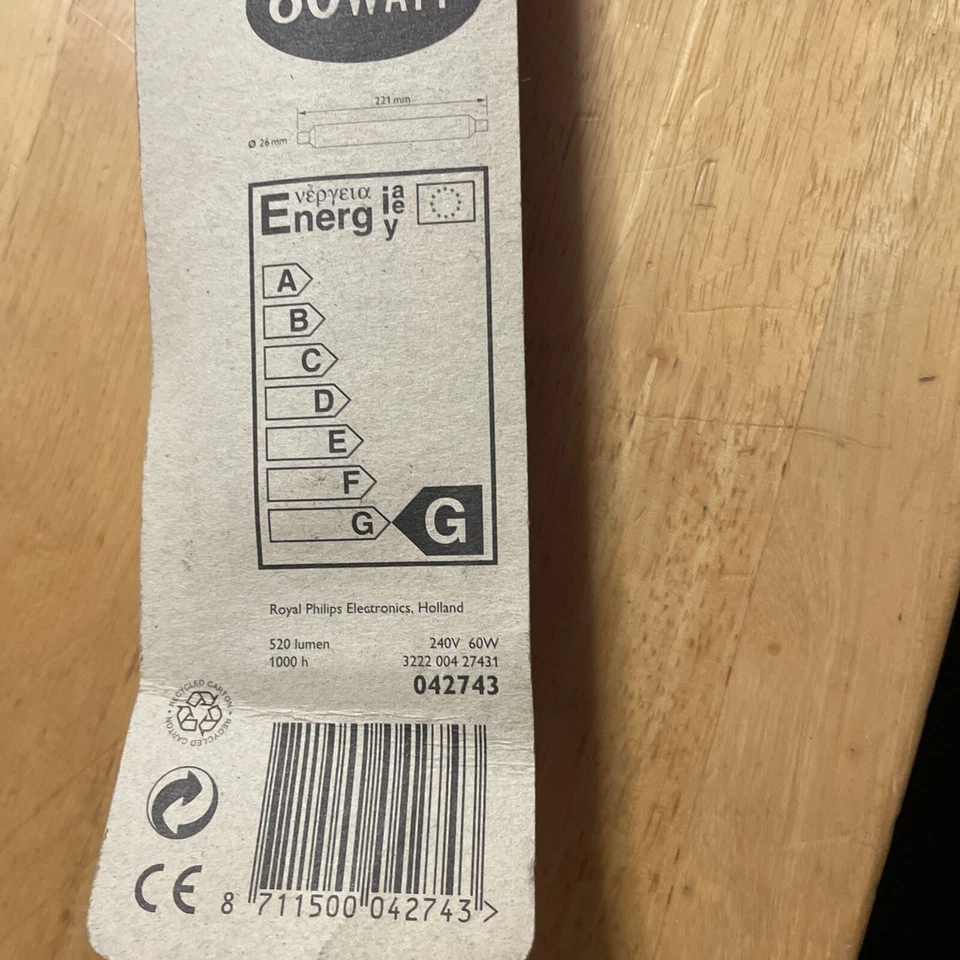 60WATT
221 mm
Ø 26 mm
Energ νέργεια ia
ie
y
A
B
C
D
E
F
G G
Royal Philips Electronics, Holland
520 lumen 240V 60W
1000 h 3222 004 27431
042743
RECYCLED CARTON • RECYCLED CARTON •
CE
8 711500 042743 >